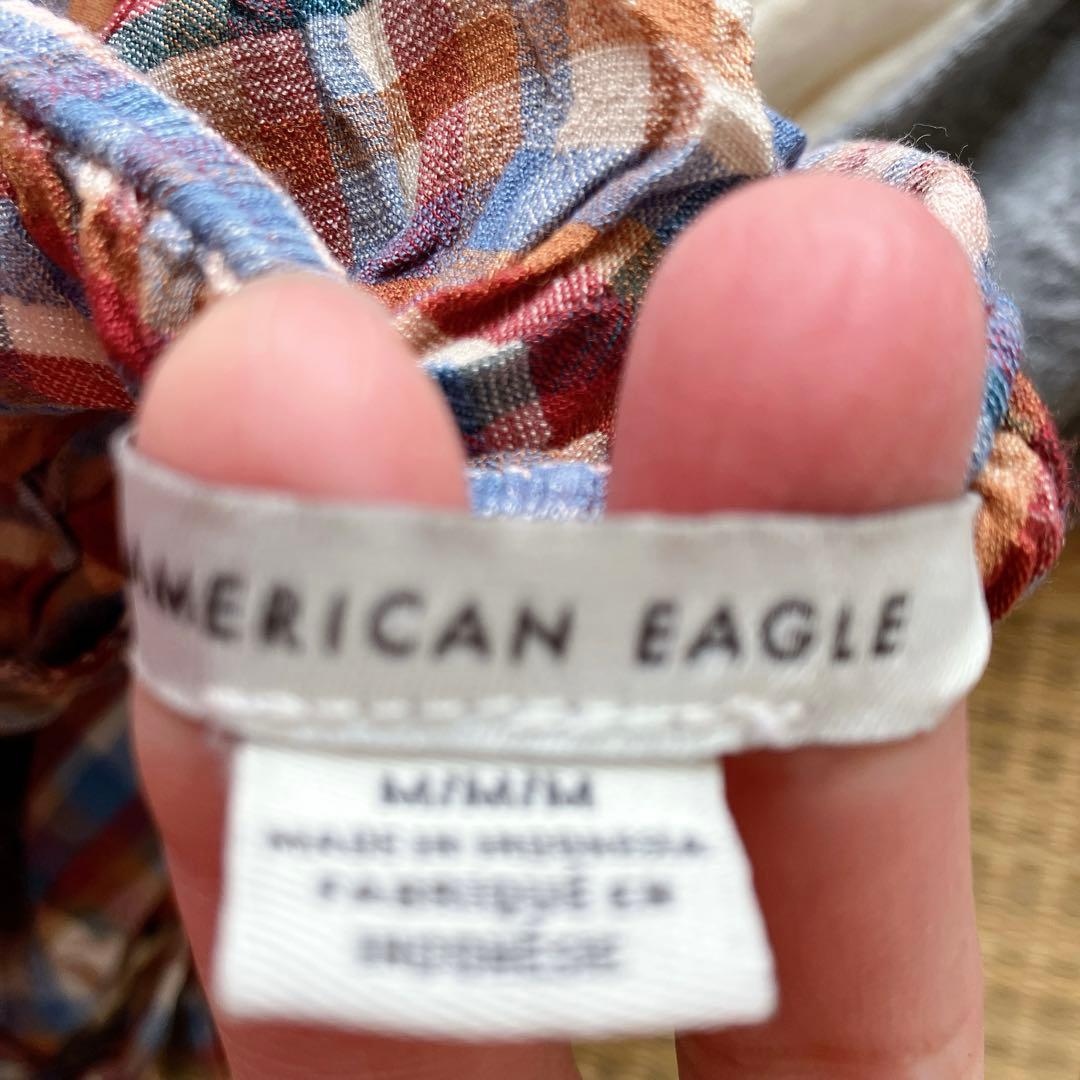 AMERICAN EAGLE
M/M/M
MADE IN INDONESIA
FABRIQUÉ EN
INDONÉSIE